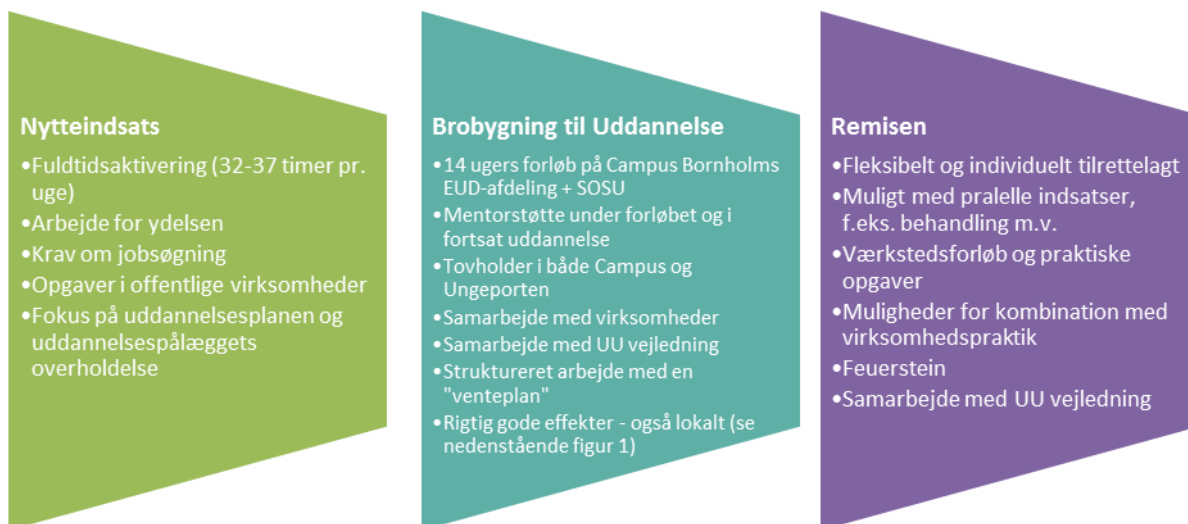 Nytteindsats
•Fuldtidsaktivering (32-37 timer pr.
uge)
•Arbejde for ydelsen
•Krav om jobsøgning
•Opgaver i offentlige virksomheder
•Fokus på uddannelsesplanen og
uddannelsespålæggets
overholdelse
Brobygning til Uddannelse
•14 ugers forløb på Campus Bornholms
EUD-afdeling + SOSU
•Mentorstøtte under forløbet og i
fortsat uddannelse
•Tovholder i både Campus og
Ungeporten
•Samarbejde med virksomheder
•Samarbejde med UU vejledning
•Struktureret arbejde med en
"venteplan"
•Rigtig gode effekter - også lokalt (se
nedenstående figur 1)
Remisen
•Fleksibelt og individuelt tilrettelagt
•Muligt med pralelle indsatser,
f.eks. behandling m.v.
•Værkstedsforløb og praktiske
opgaver
•Muligheder for kombination med
virksomhedspraktik
•Feuerstein
•Samarbejde med UU vejledning